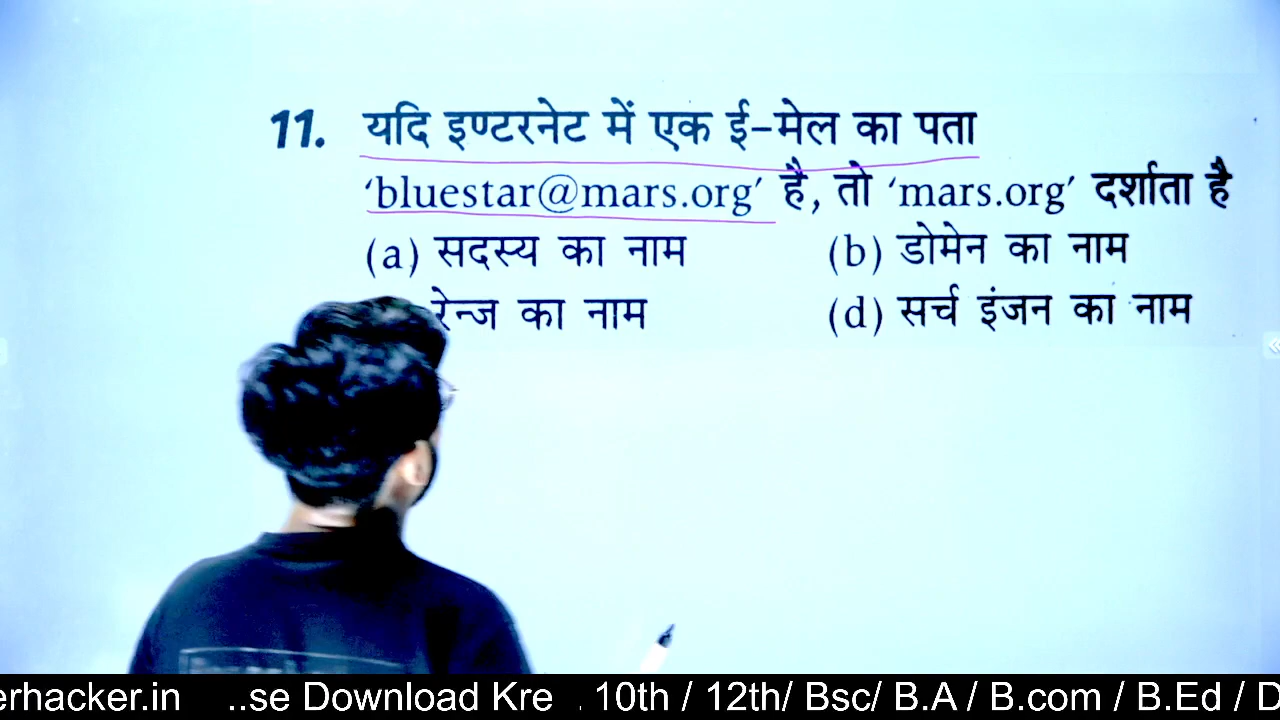 11. यदि इण्टरनेट में एक ई-मेल का पता
'bluestar@mars.org' है, तो 'mars.org' दर्शाता है
(a) सदस्य का नाम (b) डोमेन का नाम
रेन्ज का नाम (d) सर्च इंजन का नाम
erhacker.in ..se Download Kre . 10th / 12th/ Bsc/ B.A / B.com / B.Ed / D